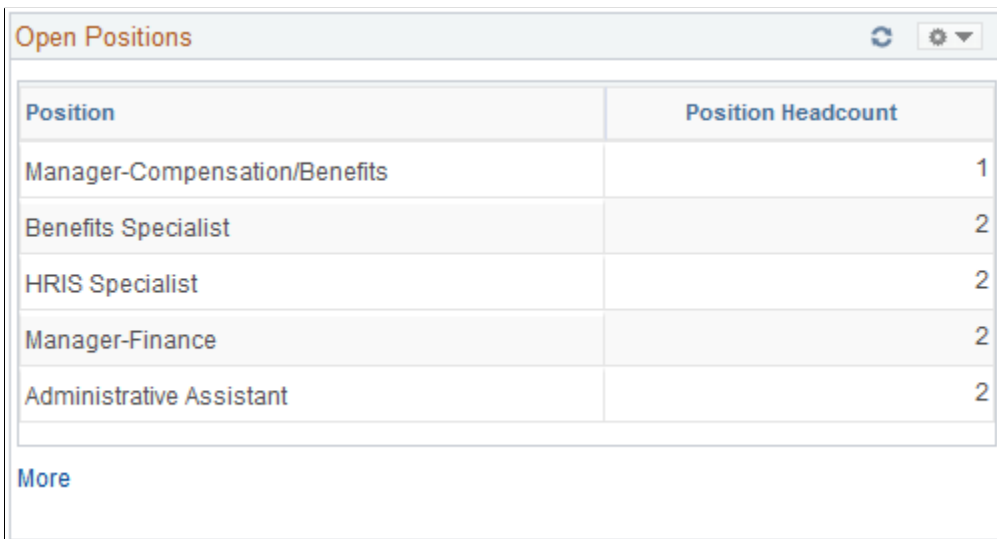 Open Positions
Position Position Headcount
Manager-Compensation/Benefits 1
Benefits Specialist 2
HRIS Specialist 2
Manager-Finance 2
Administrative Assistant 2
More